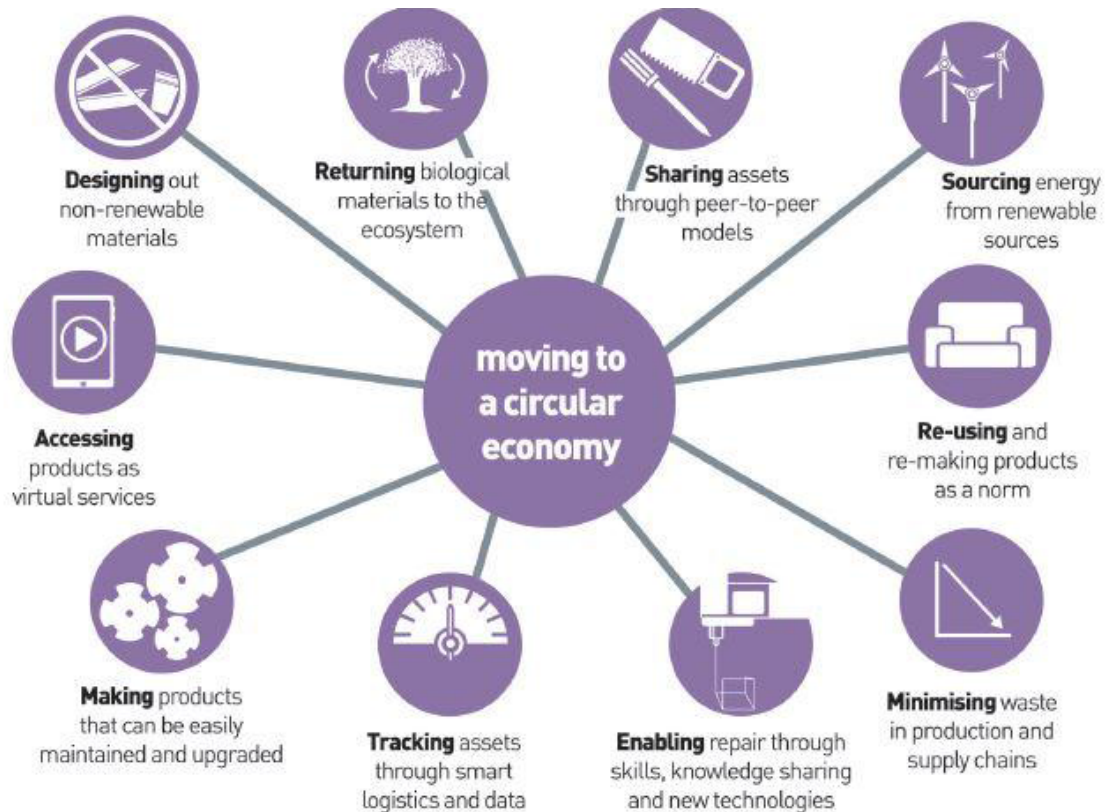 Designing out
non-renewable
materials
Returning biological
materials to the
ecosystem
Sharing assets
through peer-to-peer
models
Sourcing energy
from renewable
sources
Accessing
products as
virtual services
moving to
a circular
economy
Re-using and
re-making products
as a norm
Making products
that can be easily
maintained and upgraded
Tracking assets
through smart
logistics and data
Enabling repair through
skills, knowledge sharing
and new technologies
Minimising waste
in production and
supply chains